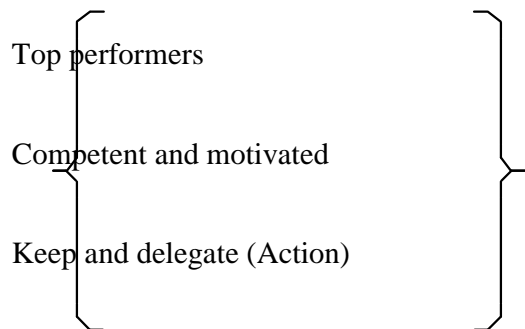 Top performers
Competent and motivated
Keep and delegate (Action)